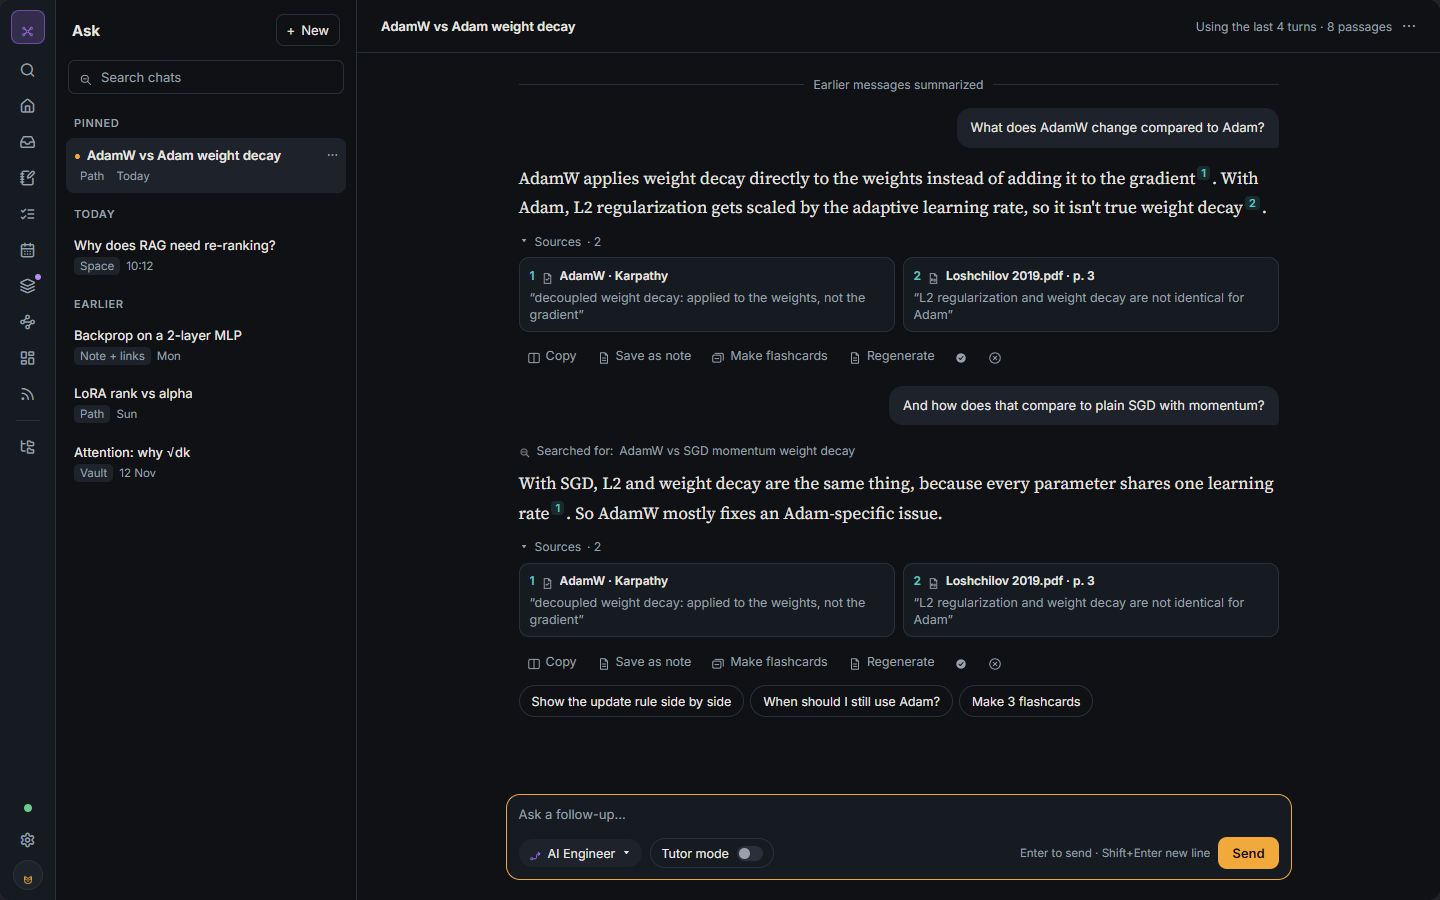 Ask
+ New
Search chats
PINNED
AdamW vs Adam weight decay
Path Today
TODAY
Why does RAG need re-ranking?
Space 10:12
EARLIER
Backprop on a 2-layer MLP
Note + links Mon
LoRA rank vs alpha
Path Sun
Attention: why √dk
Vault 12 Nov
AdamW vs Adam weight decay
Using the last 4 turns · 8 passages
Earlier messages summarized
What does AdamW change compared to Adam?
AdamW applies weight decay directly to the weights instead of adding it to the gradient 1 . With
Adam, L2 regularization gets scaled by the adaptive learning rate, so it isn't true weight decay 2 .
Sources · 2
1 AdamW · Karpathy
“decoupled weight decay: applied to the weights, not the
gradient”
2 Loshchilov 2019.pdf · p. 3
“L2 regularization and weight decay are not identical for
Adam”
Copy Save as note Make flashcards Regenerate
And how does that compare to plain SGD with momentum?
Searched for: AdamW vs SGD momentum weight decay
With SGD, L2 and weight decay are the same thing, because every parameter shares one learning
rate 1 . So AdamW mostly fixes an Adam-specific issue.
Sources · 2
1 AdamW · Karpathy
“decoupled weight decay: applied to the weights, not the
gradient”
2 Loshchilov 2019.pdf · p. 3
“L2 regularization and weight decay are not identical for
Adam”
Copy Save as note Make flashcards Regenerate
Show the update rule side by side
When should I still use Adam?
Make 3 flashcards
Ask a follow-up...
AI Engineer
Tutor mode
Enter to send · Shift+Enter new line
Send